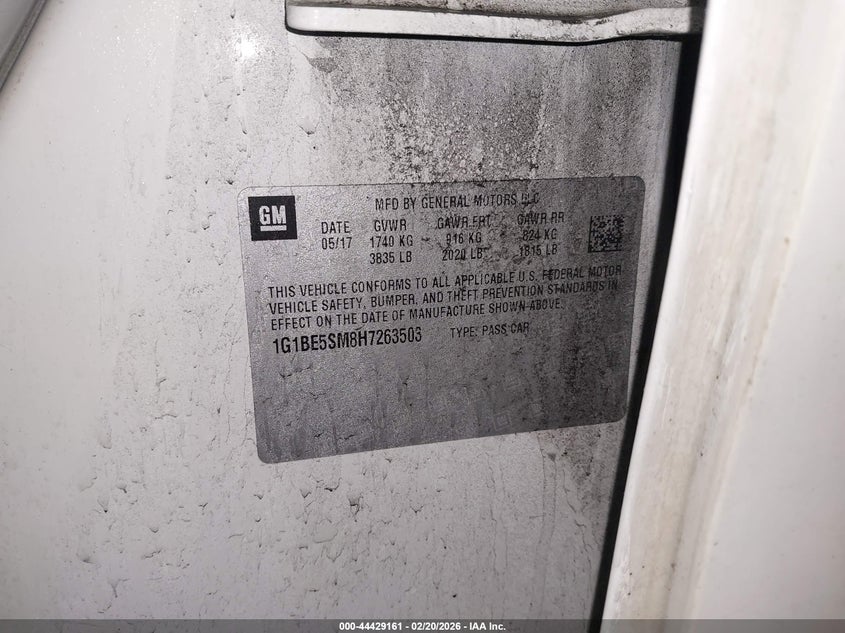 GM
MFD BY GENERAL MOTORS LLC
DATE GVWR GAWR FRT GAWR RR
05/17 1740 KG 916 KG 824 KG
3835 LB 2020 LB 1815 LB
THIS VEHICLE CONFORMS TO ALL APPLICABLE U.S. FEDERAL MOTOR
VEHICLE SAFETY, BUMPER, AND THEFT PREVENTION STANDARDS IN
EFFECT ON THE DATE OF MANUFACTURE SHOWN ABOVE.
1G1BE5SM8H7263503 TYPE: PASS CAR
000-44429161 - 02/20/2026 - IAA Inc.